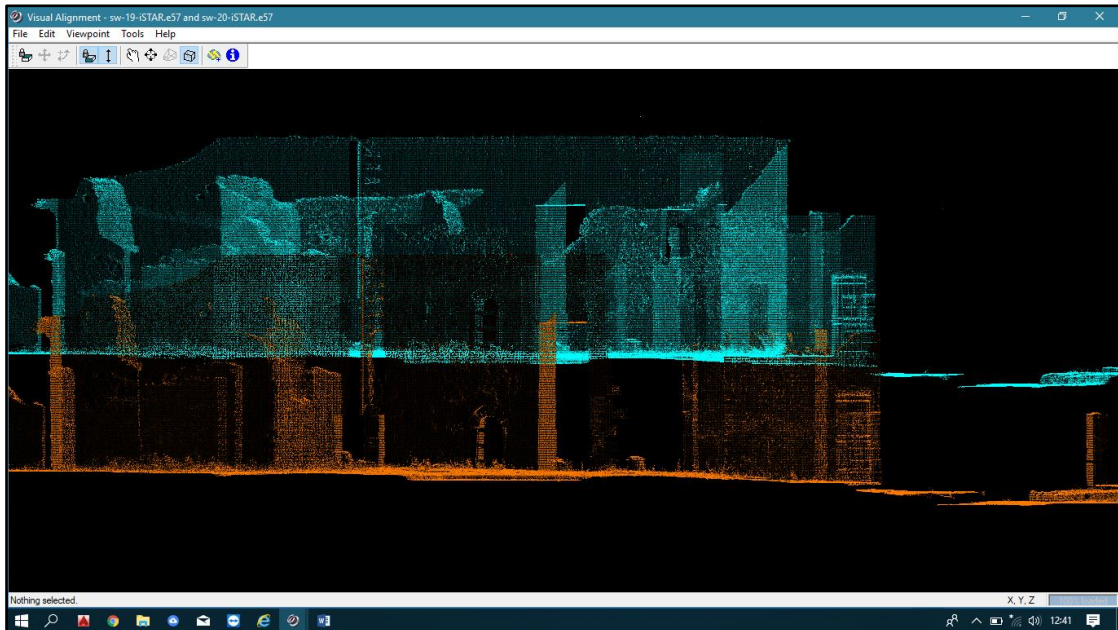 Visual Alignment - sw-19-iSTAR.e57 and sw-20-iSTAR.e57
File Edit Viewpoint Tools Help
Nothing selected.
X, Y, Z
12:41